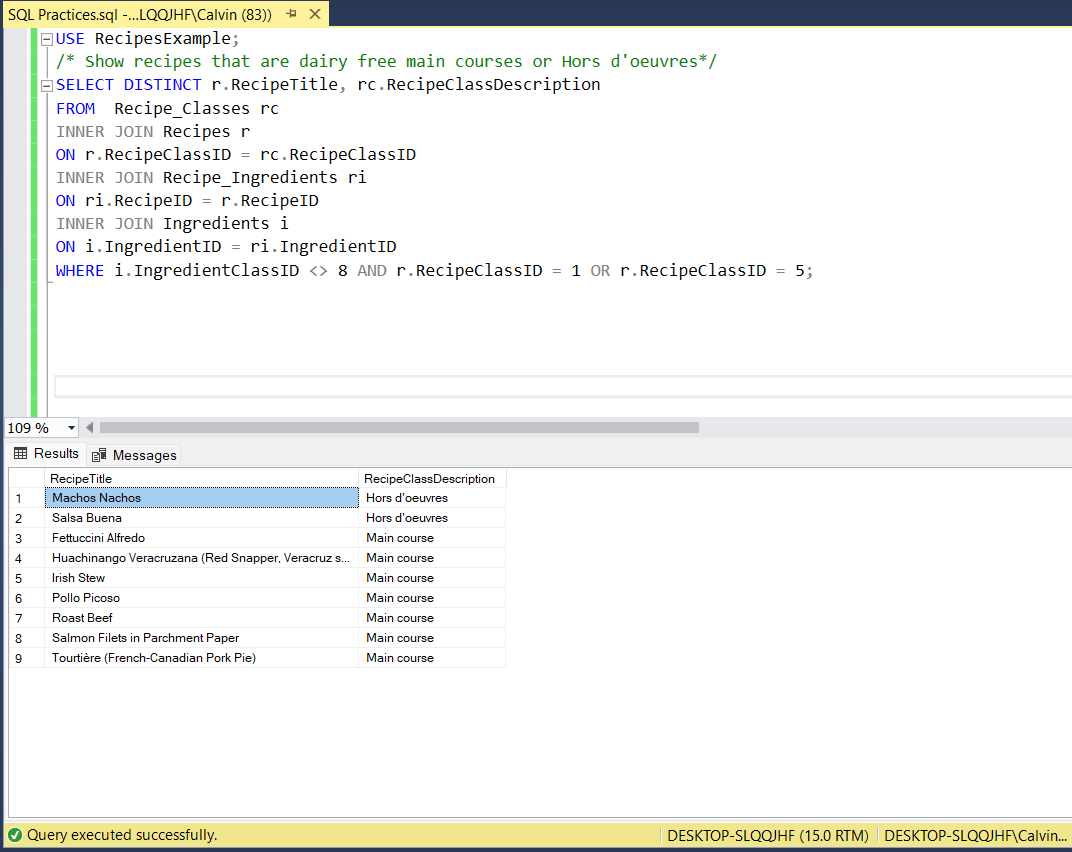 SQL Practices.sql -...LQQJHF\Calvin (83))
USE RecipesExample;
/* Show recipes that are dairy free main courses or Hors d'oeuvres*/
SELECT DISTINCT r.RecipeTitle, rc.RecipeClassDescription
FROM  Recipe_Classes rc
INNER JOIN Recipes r
ON r.RecipeClassID = rc.RecipeClassID
INNER JOIN Recipe_Ingredients ri
ON ri.RecipeID = r.RecipeID
INNER JOIN Ingredients i
ON i.IngredientID = ri.IngredientID
WHERE i.IngredientClassID <> 8 AND r.RecipeClassID = 1 OR r.RecipeClassID = 5;
109 %
Results Messages
RecipeTitle RecipeClassDescription
1 Machos Nachos Hors d'oeuvres
2 Salsa Buena Hors d'oeuvres
3 Fettuccini Alfredo Main course
4 Huachinango Veracruzana (Red Snapper, Veracruz s... Main course
5 Irish Stew Main course
6 Pollo Picoso Main course
7 Roast Beef Main course
8 Salmon Filets in Parchment Paper Main course
9 Tourtière (French-Canadian Pork Pie) Main course
Query executed successfully. DESKTOP-SLQQJHF (15.0 RTM) DESKTOP-SLQQJHF\Calvin...